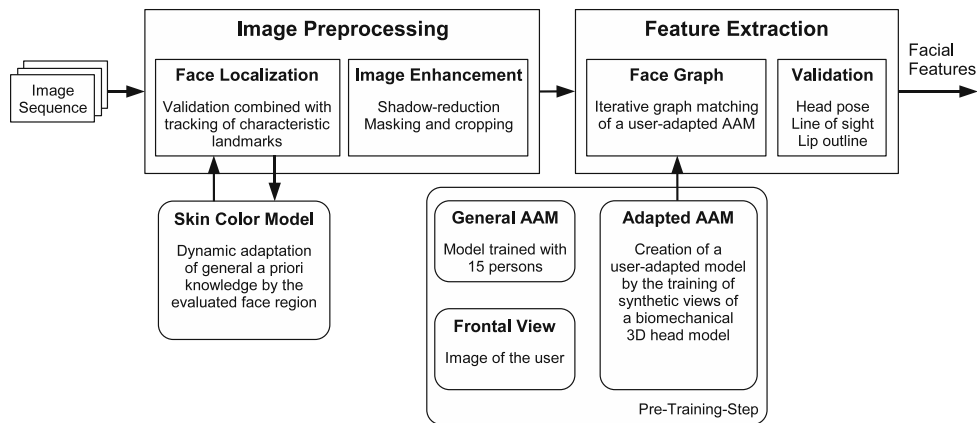 Image Preprocessing
Feature Extraction
Image
Sequence
Face Localization
Validation combined with
tracking of characteristic
landmarks
Image Enhancement
Shadow-reduction
Masking and cropping
Face Graph
Iterative graph matching
of a user-adapted AAM
Validation
Head pose
Line of sight
Lip outline
Facial
Features
Skin Color Model
Dynamic adaptation
of general a priori
knowledge by the
evaluated face region
General AAM
Model trained with
15 persons
Frontal View
Image of the user
Adapted AAM
Creation of a
user-adapted model
by the training of
synthetic views of
a biomechanical
3D head model
Pre-Training-Step